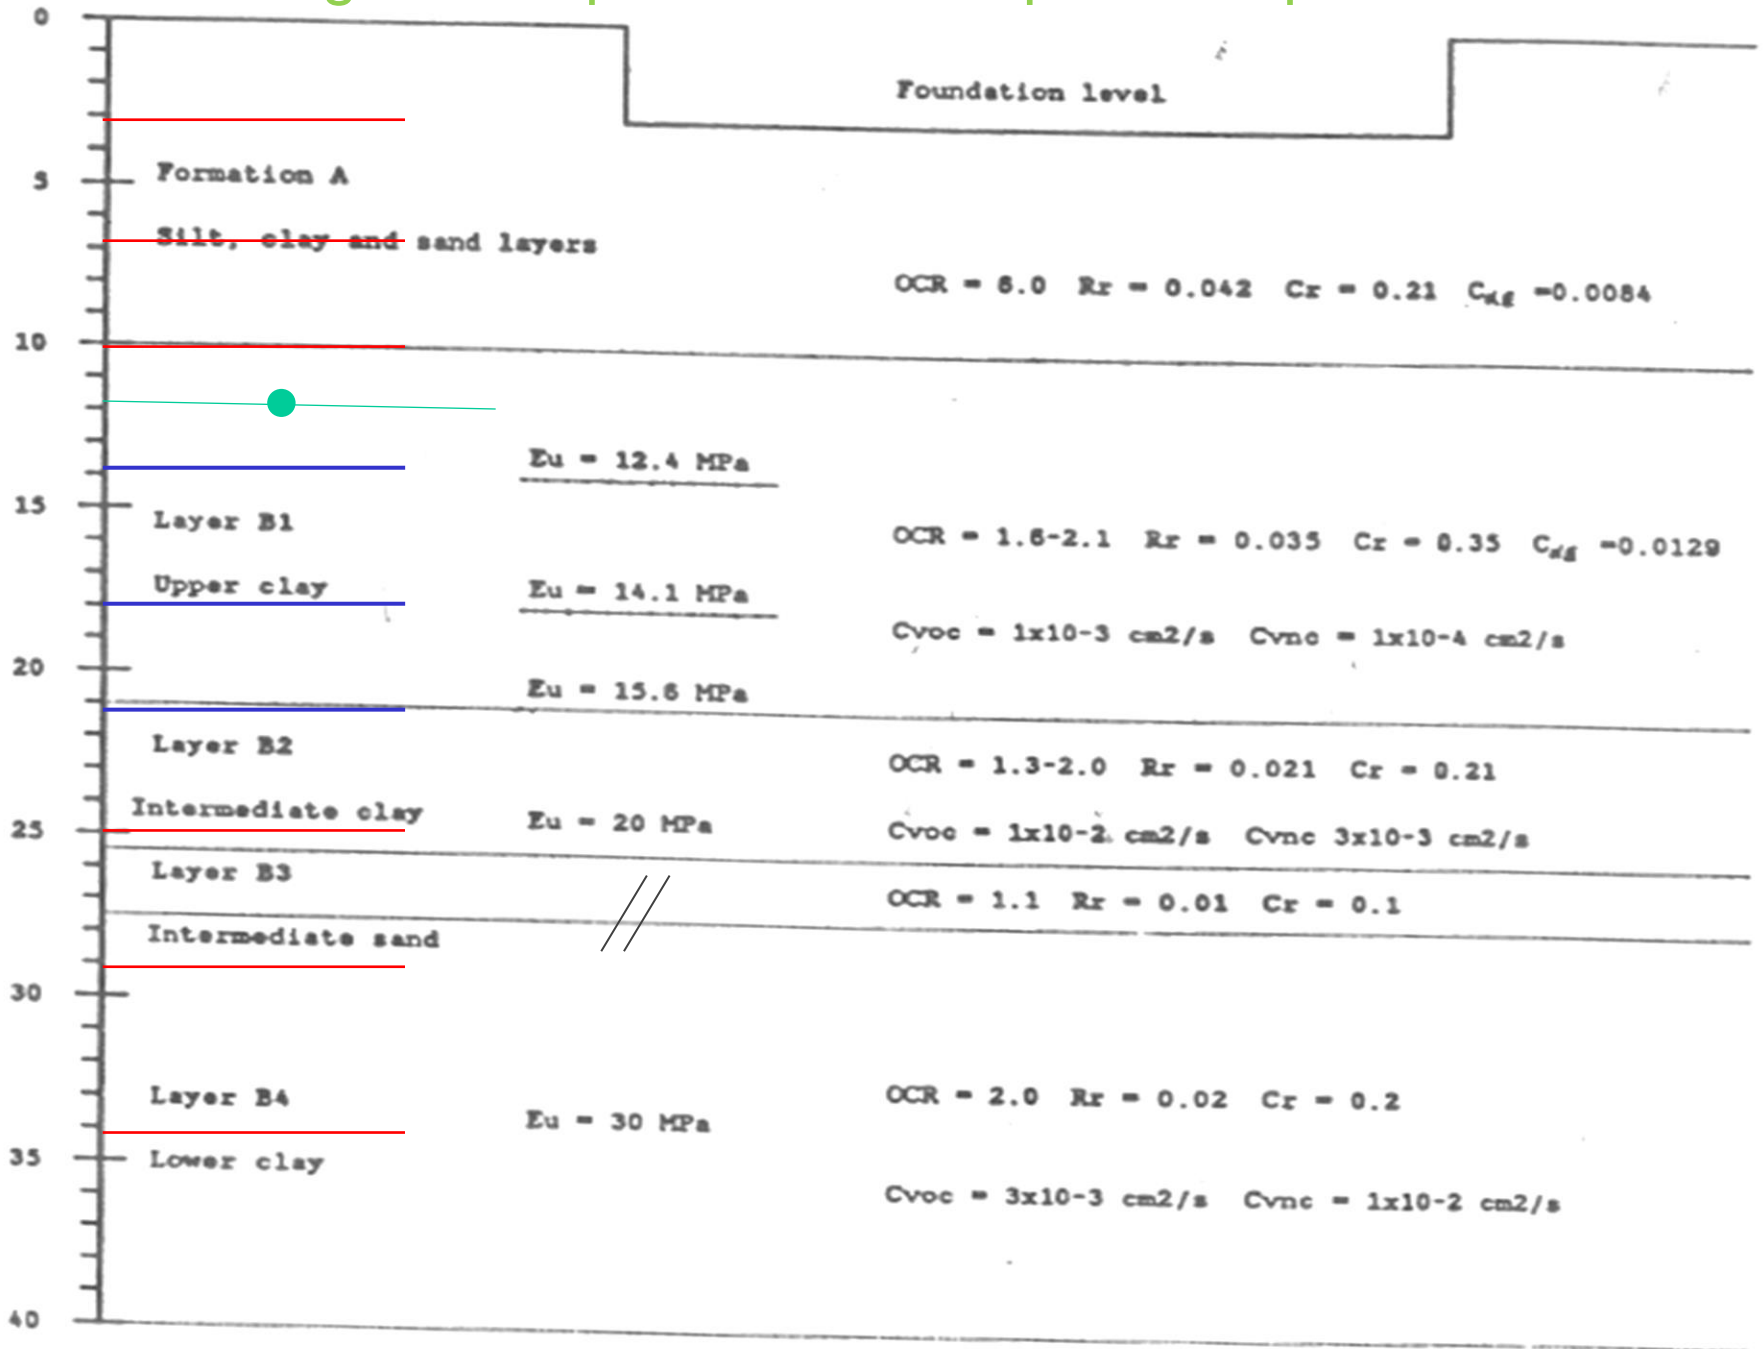 0
Foundation level
5
Formation A
Silt, clay and sand layers
OCR = 6.0 Rr = 0.042 Cr = 0.21 Cαε =0.0084
10
Eu = 12.4 MPa
15
Layer B1
OCR = 1.6-2.1 Rr = 0.035 Cr = 0.35 Cαε =0.0129
Upper clay
Eu = 14.1 MPa
Cvoc = 1x10-3 cm2/s Cvnc = 1x10-4 cm2/s
20
Eu = 15.6 MPa
Layer B2
OCR = 1.3-2.0 Rr = 0.021 Cr = 0.21
Intermediate clay
Eu = 20 MPa
25
Cvoc = 1x10-2 cm2/s Cvnc 3x10-3 cm2/s
Layer B3
OCR = 1.1 Rr = 0.01 Cr = 0.1
Intermediate sand
30
Layer B4
OCR = 2.0 Rr = 0.02 Cr = 0.2
Eu = 30 MPa
35
Lower clay
Cvoc = 3x10-3 cm2/s Cvnc = 1x10-2 cm2/s
40